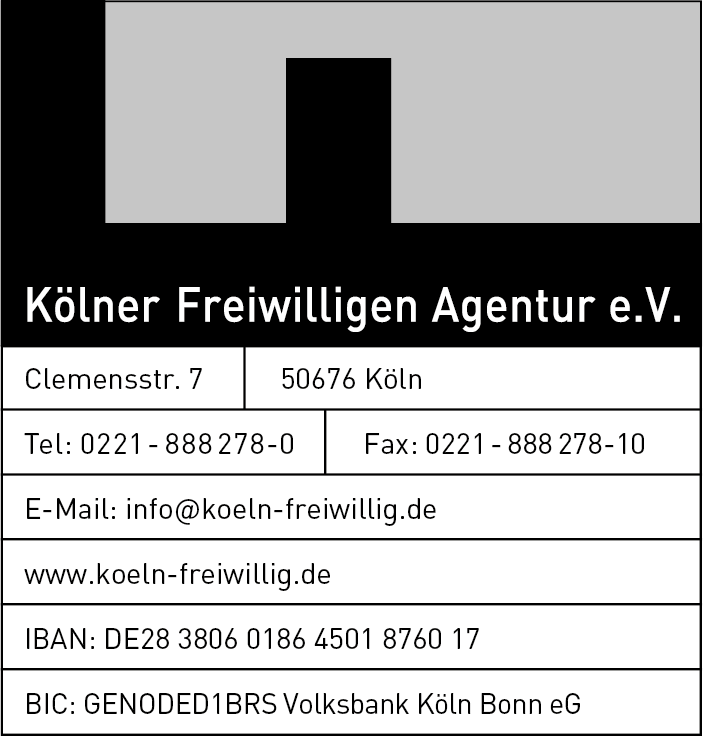 Kölner Freiwilligen Agentur e.V.
Clemensstr. 7 50676 Köln
Tel: 0221 - 888 278-0 Fax: 0221 - 888 278-10
E-Mail: info@koeln-freiwillig.de
www.koeln-freiwillig.de
IBAN: DE28 3806 0186 4501 8760 17
BIC: GENODED1BRS Volksbank Köln Bonn eG